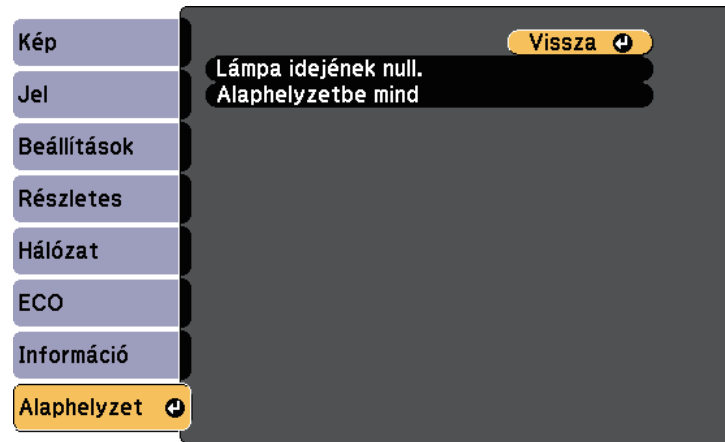 Kép
Jel
Beállítások
Részletes
Hálózat
ECO
Információ
Alaphelyzet
Vissza
Lámpa idejének null.
Alaphelyzetbe mind